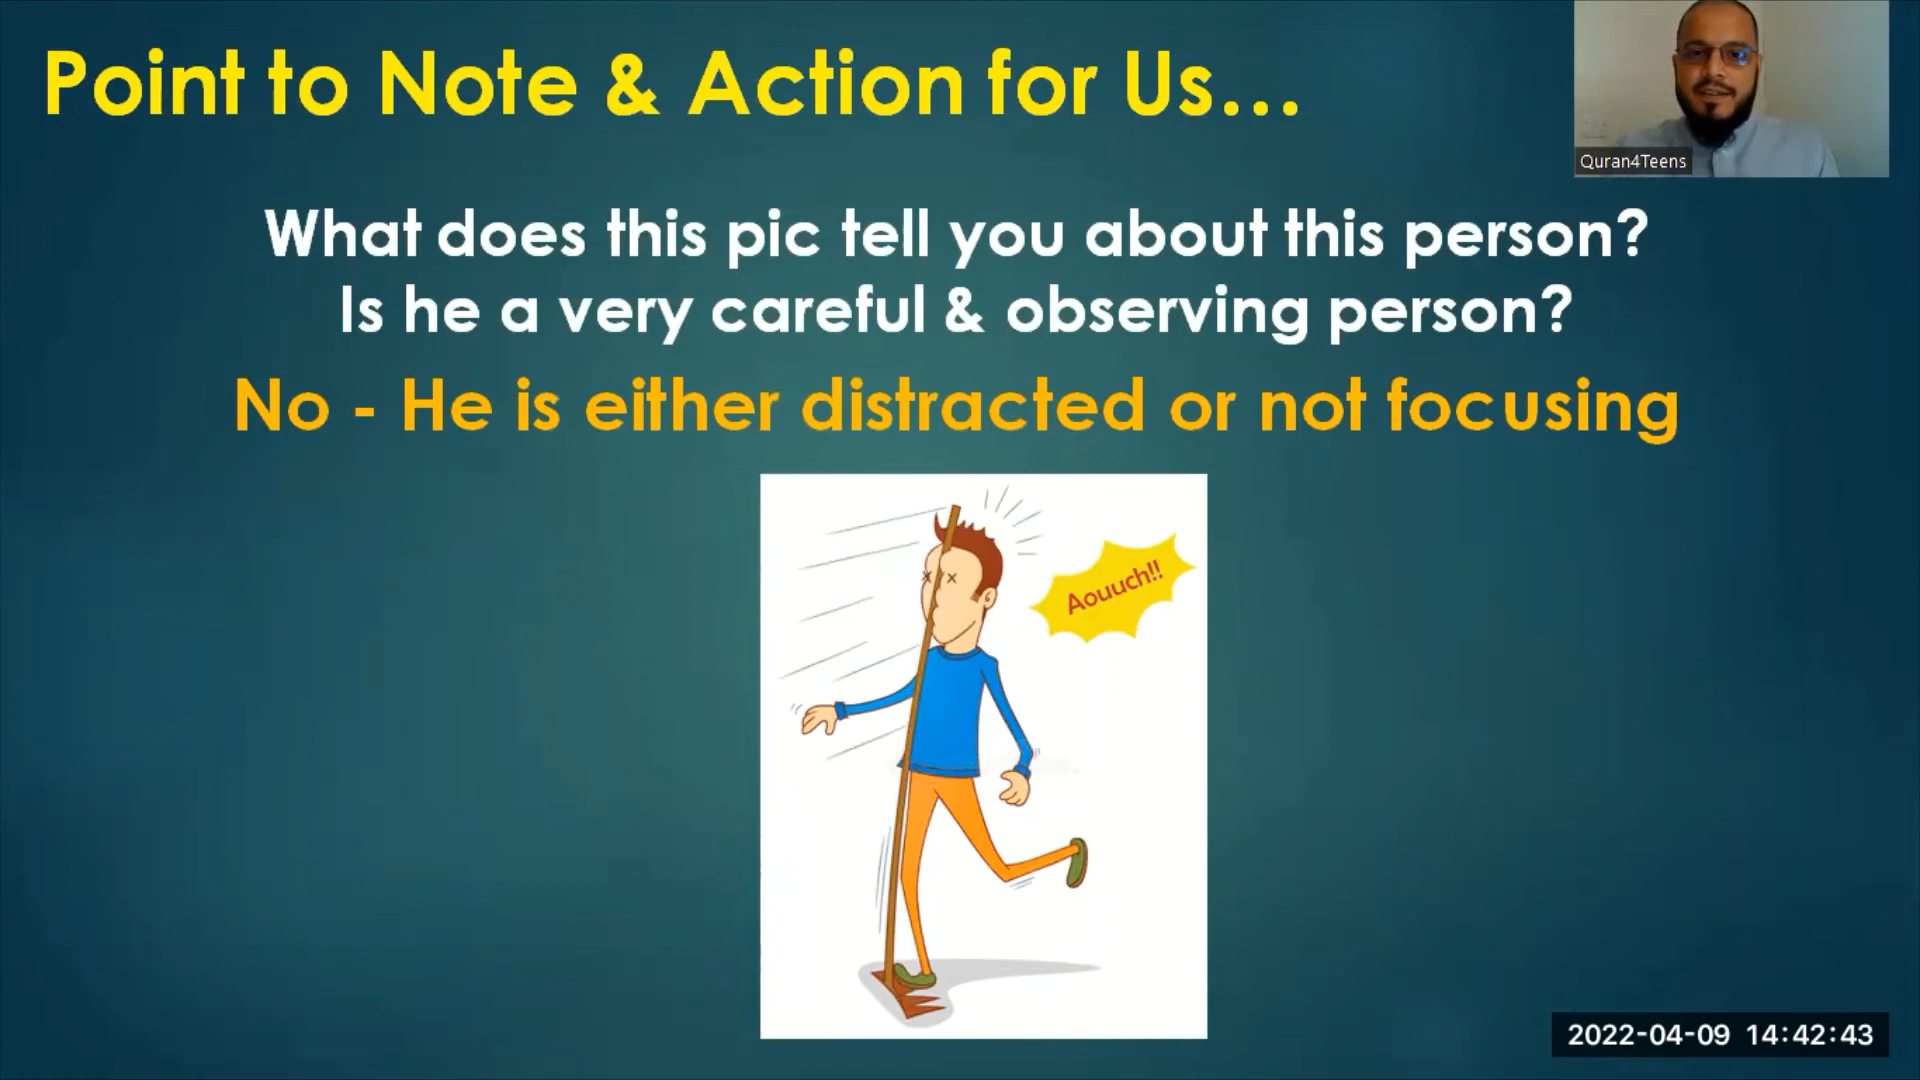 Point to Note & Action for Us...
Quran4Teens
What does this pic tell you about this person?
Is he a very careful & observing person?
No - He is either distracted or not focusing
Aouuch!!
2022-04-09 14:42:43